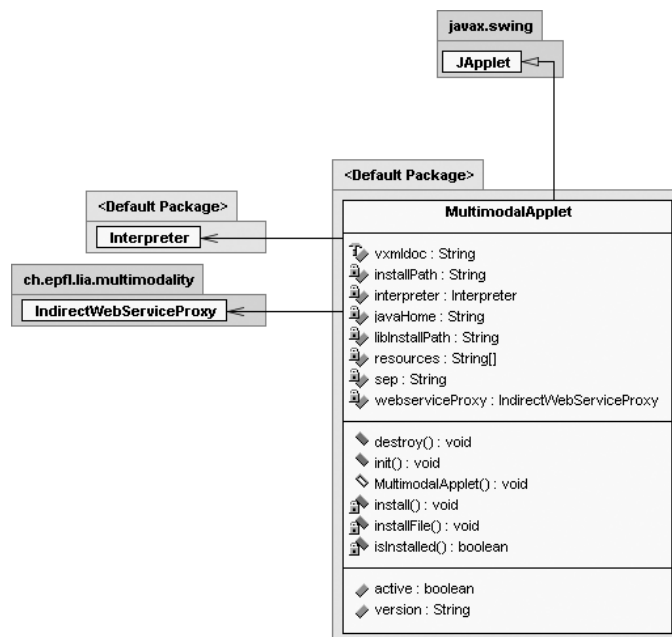 javax.swing
JApplet
<Default Package>
<Default Package>
MultimodalApplet
Interpreter
ch.epfl.lia.multimodality
IndirectWebServiceProxy
vxmldoc : String
installPath : String
interpreter : Interpreter
javaHome : String
libInstallPath : String
resources : String[]
sep : String
webserviceProxy : IndirectWebServiceProxy
destroy() : void
init() : void
MultimodalApplet() : void
install() : void
installFile() : void
isInstalled() : boolean
active : boolean
version : String